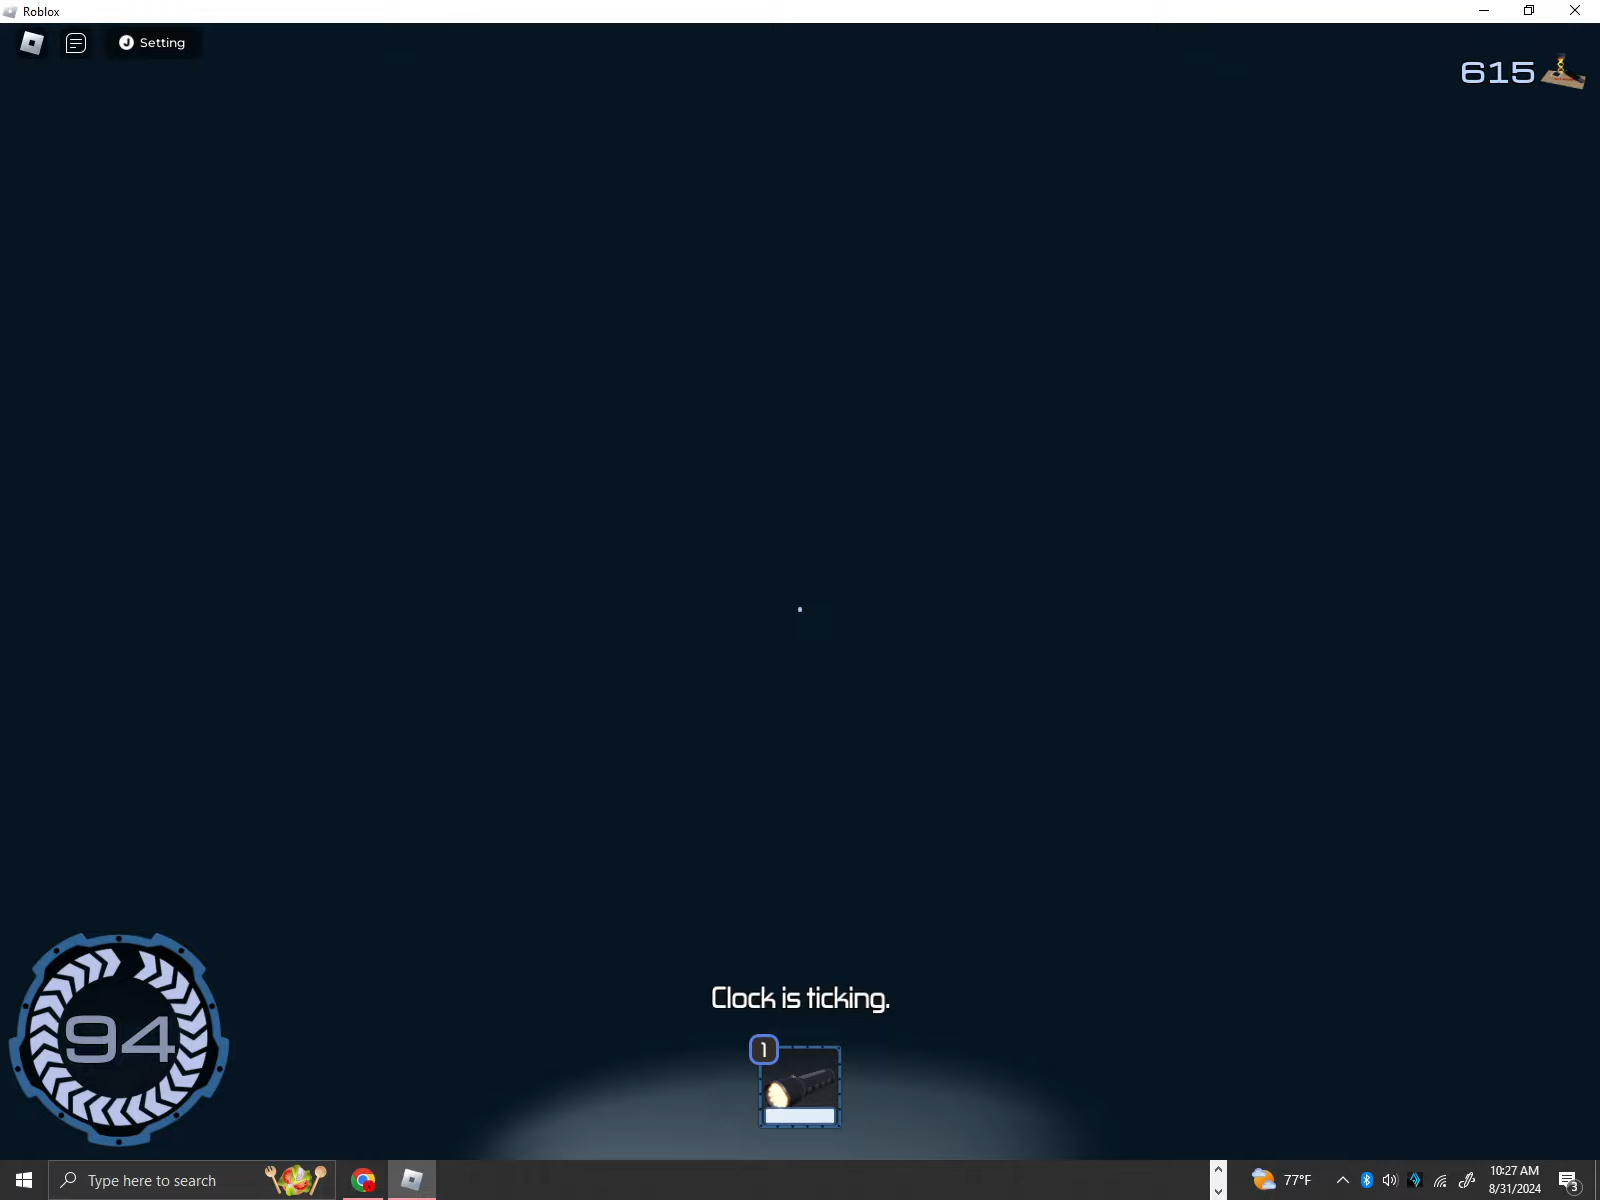 Roblox
J Setting
615
Clock is ticking.
1
94
Type here to search
77°F
10:27 AM
8/31/2024
3